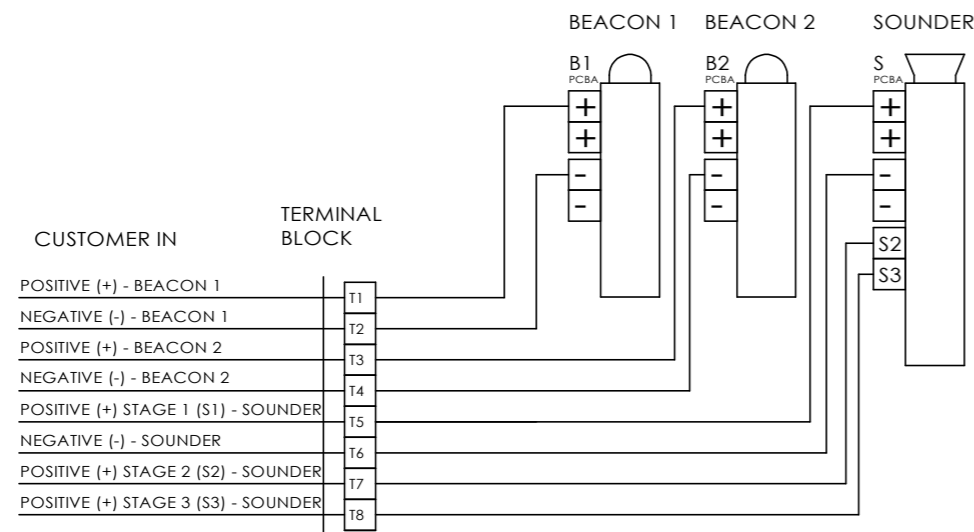 BEACON 1 BEACON 2 SOUNDER
B1 B2 S
PCBA PCBA PCBA
+ + +
+ + +
- - -
- - -
S2
S3
CUSTOMER IN
TERMINAL
BLOCK
POSITIVE (+) - BEACON 1 T1
NEGATIVE (-) - BEACON 1 T2
POSITIVE (+) - BEACON 2 T3
NEGATIVE (-) - BEACON 2 T4
POSITIVE (+) STAGE 1 (S1) - SOUNDER T5
NEGATIVE (-) - SOUNDER T6
POSITIVE (+) STAGE 2 (S2) - SOUNDER T7
POSITIVE (+) STAGE 3 (S3) - SOUNDER T8